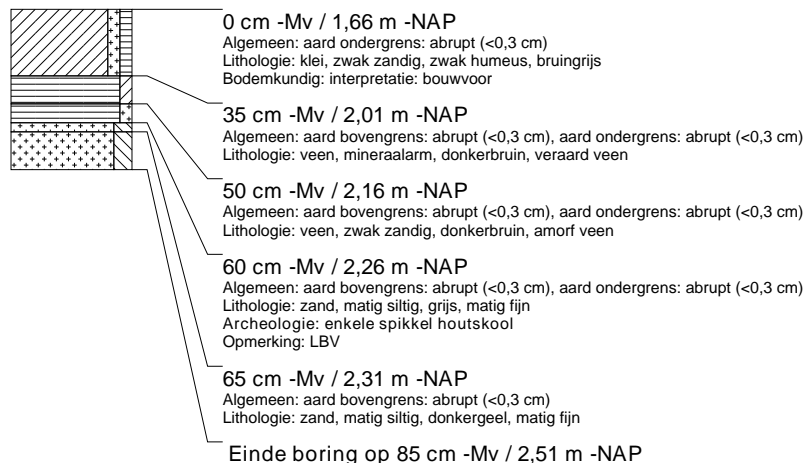 0 cm -Mv / 1,66 m -NAP
Algemeen: aard ondergrens: abrupt (<0,3 cm)
Lithologie: klei, zwak zandig, zwak humeus, bruingrijs
Bodemkundig: interpretatie: bouwvoor
35 cm -Mv / 2,01 m -NAP
Algemeen: aard bovengrens: abrupt (<0,3 cm), aard ondergrens: abrupt (<0,3 cm)
Lithologie: veen, mineraalarm, donkerbruin, veraard veen
50 cm -Mv / 2,16 m -NAP
Algemeen: aard bovengrens: abrupt (<0,3 cm), aard ondergrens: abrupt (<0,3 cm)
Lithologie: veen, zwak zandig, donkerbruin, amorf veen
60 cm -Mv / 2,26 m -NAP
Algemeen: aard bovengrens: abrupt (<0,3 cm), aard ondergrens: abrupt (<0,3 cm)
Lithologie: zand, matig siltig, grijs, matig fijn
Archeologie: enkele spikkel houtskool
Opmerking: LBV
65 cm -Mv / 2,31 m -NAP
Algemeen: aard bovengrens: abrupt (<0,3 cm)
Lithologie: zand, matig siltig, donkergeel, matig fijn
Einde boring op 85 cm -Mv / 2,51 m -NAP